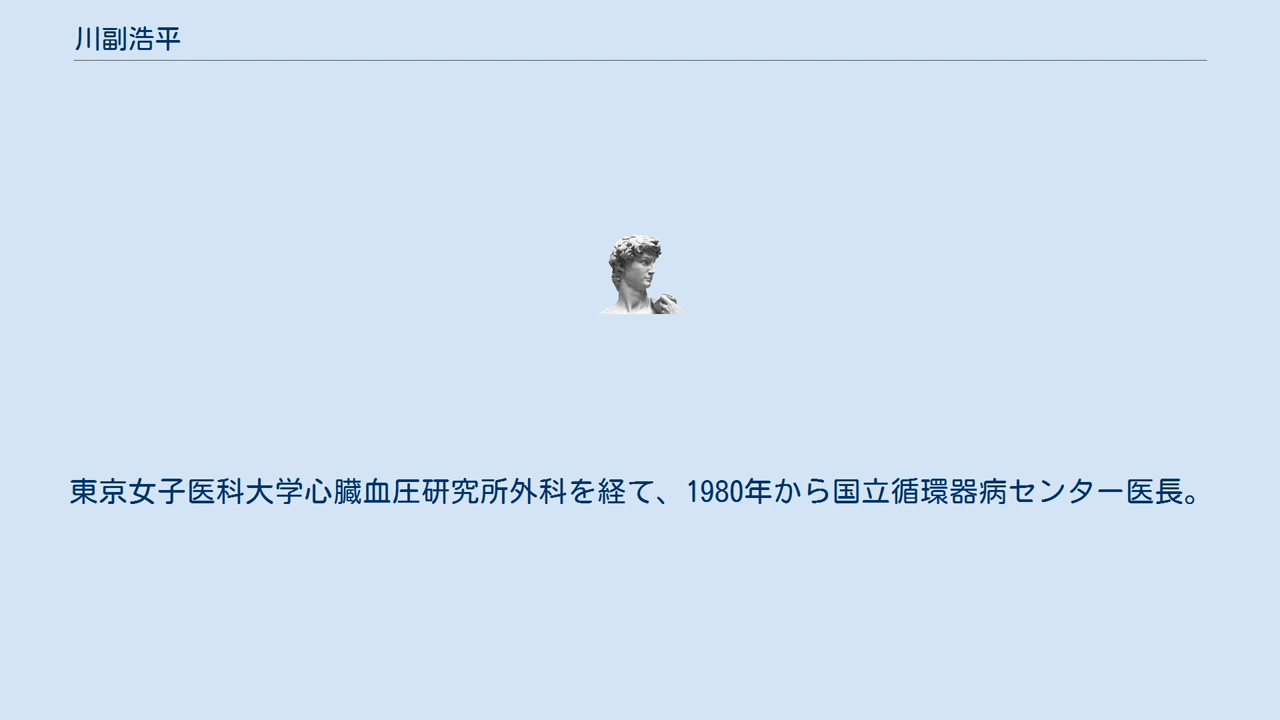 川副浩平
東京女子医科大学心臓血圧研究所外科を経て、1980年から国立循環器病センター医長。